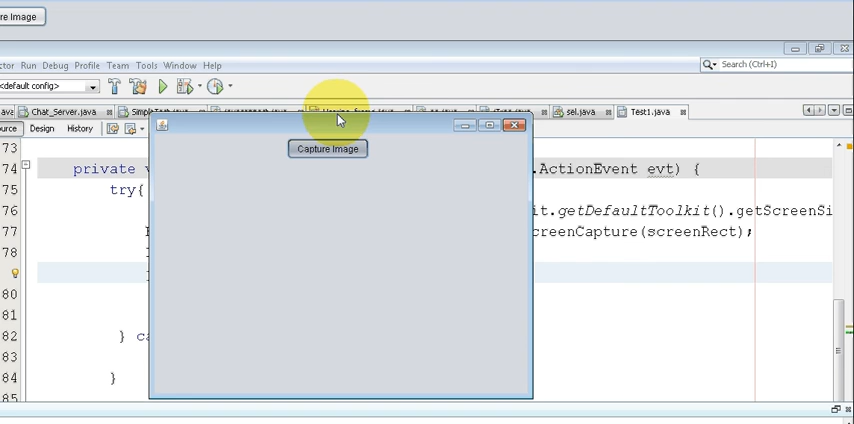 re Image
ctor Run Debug Profile Team Tools Window Help
Search (Ctrl+I)
<default config>
ava Chat_Server.java sel.java Test1.java
ource Design History
Capture Image
73
74 private v .ActionEvent evt) {
75 try{
76 it.getDefaultToolkit().getScreenSi
77 creenCapture(screenRect);
78
80
82 } ca
83
84 }
85